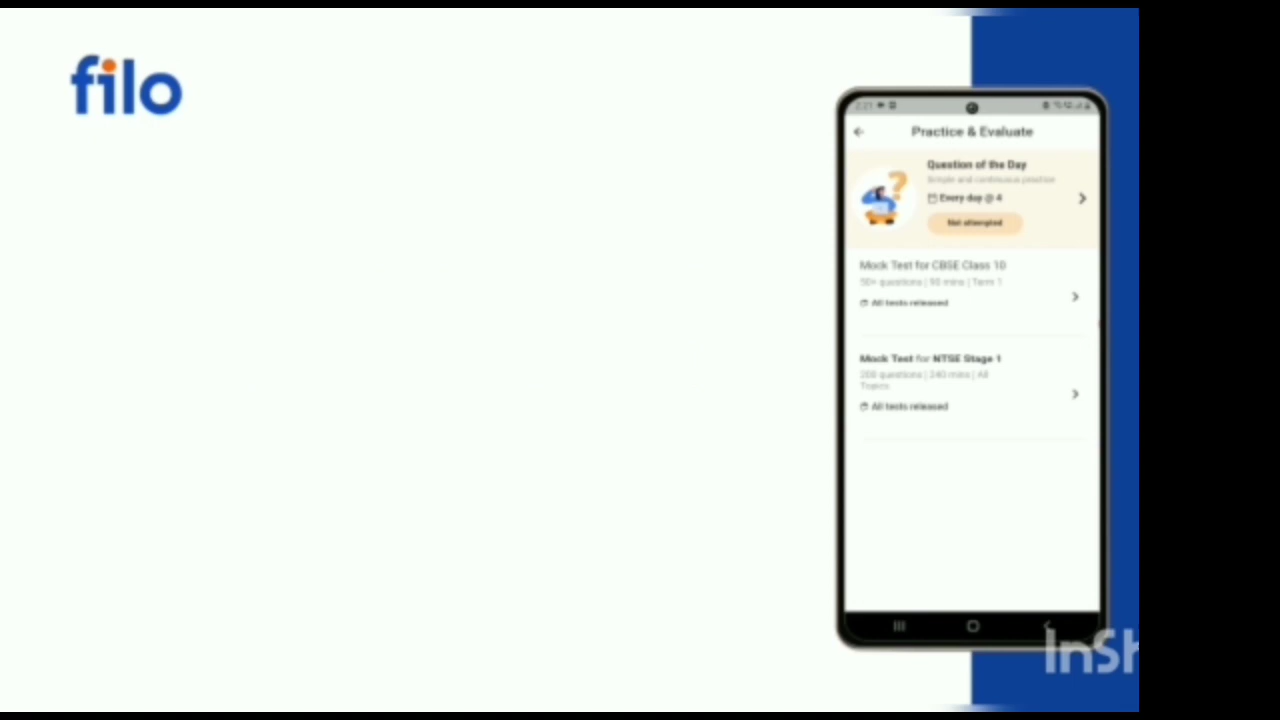 filo
2:21
Practice & Evaluate
Question of the Day
Simple and continuous practice
Every day @ 4
Not attempted
Mock Test for CBSE Class 10
50+ questions | 90 mins | Term 1
All tests released
Mock Test for NTSE Stage 1
200 questions | 240 mins | All
Topics
All tests released
InSh